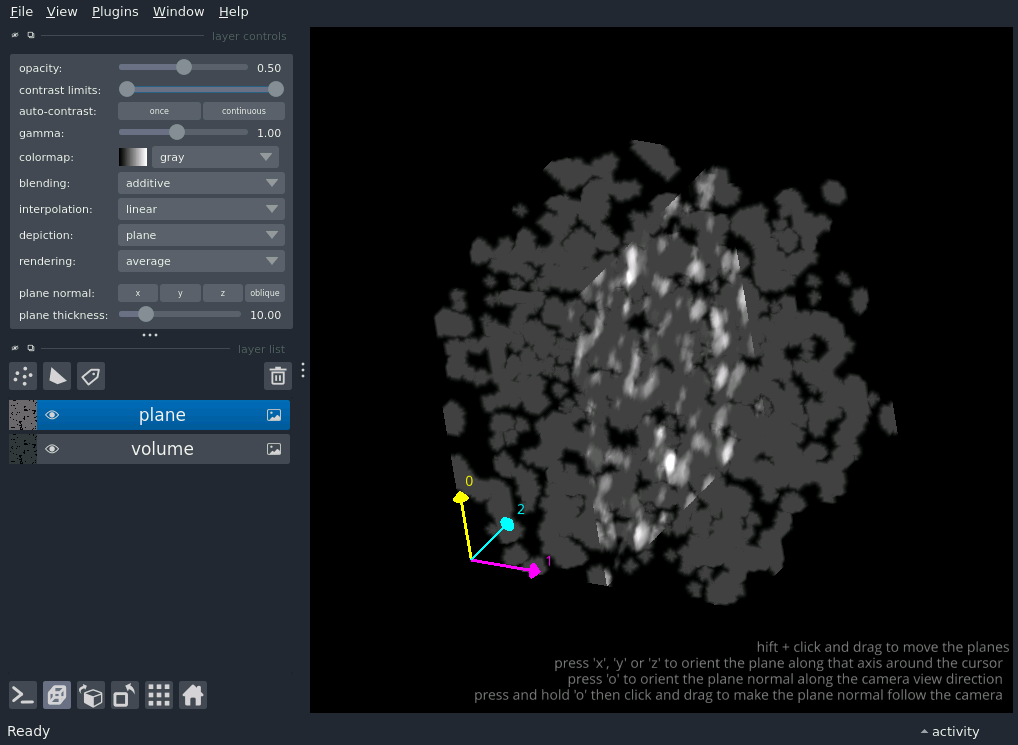 File View Plugins Window Help
layer controls
opacity: 0.50
contrast limits:
auto-contrast: once continuous
gamma: 1.00
colormap: gray
blending: additive
interpolation: linear
depiction: plane
rendering: average
plane normal: x y z oblique
plane thickness: 10.00
layer list
plane
volume
0
2
1
hift + click and drag to move the planes
press 'x', 'y' or 'z' to orient the plane along that axis around the cursor
press 'o' to orient the plane normal along the camera view direction
press and hold 'o' then click and drag to make the plane normal follow the camera
Ready
activity